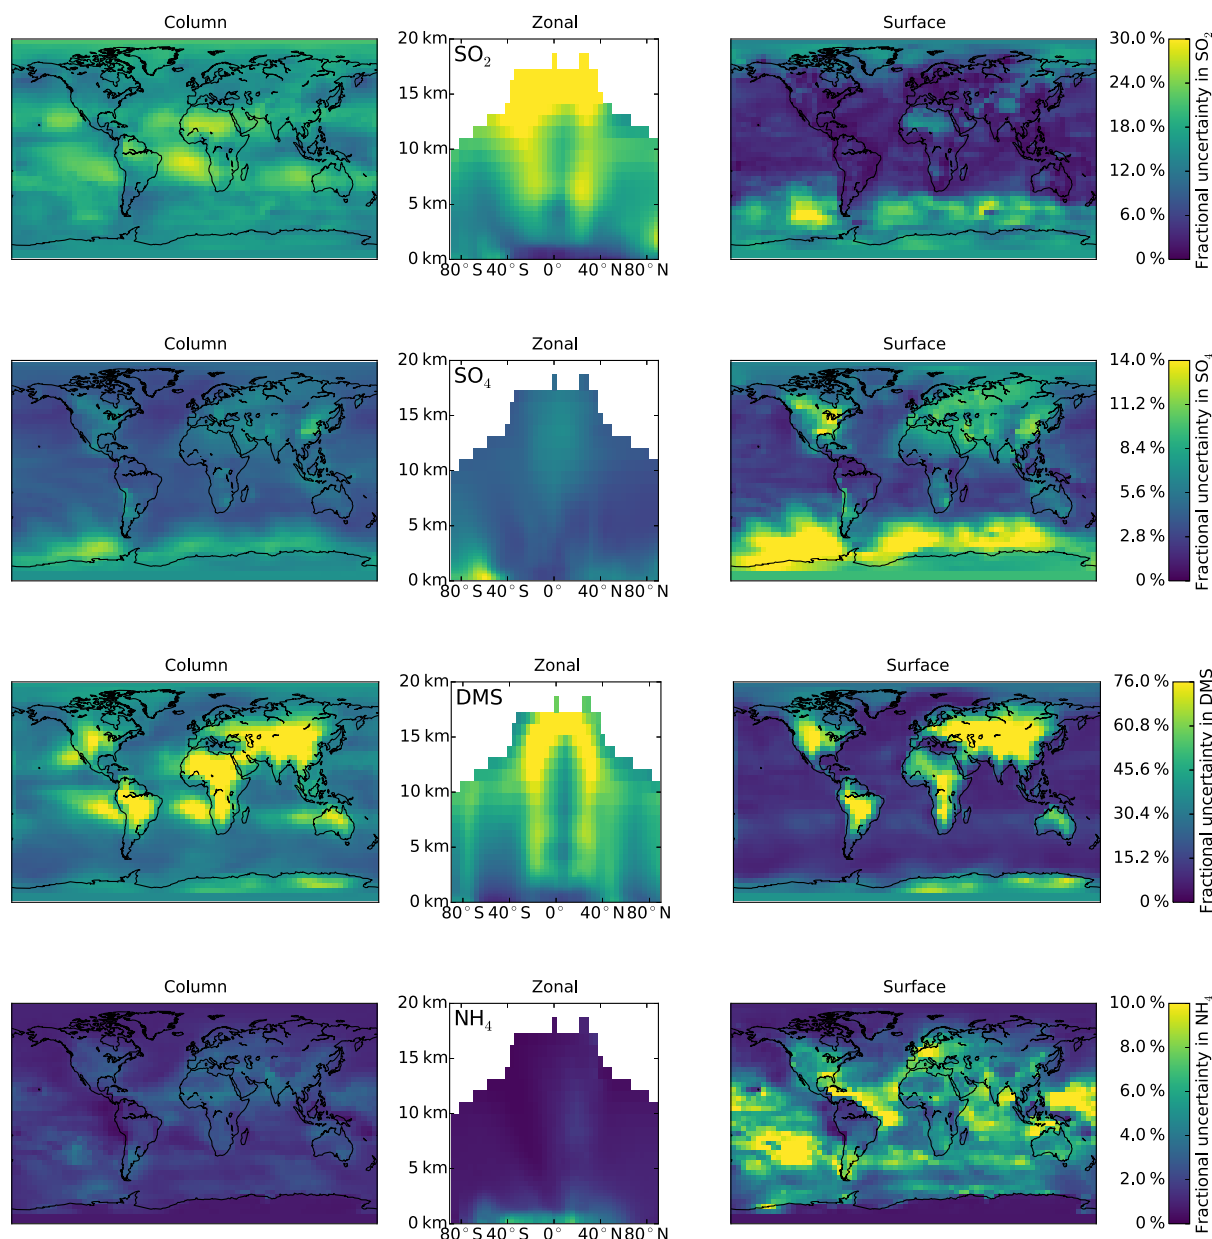 Column
Zonal
Surface
20 km
15 km
10 km
5 km
0 km
SO₂
80°S 40°S 0° 40°N 80°N
30.0 %
24.0 %
18.0 %
12.0 %
6.0 %
0 %
Fractional uncertainty in SO₂
Column
Zonal
Surface
20 km
15 km
10 km
5 km
0 km
SO₄
80°S 40°S 0° 40°N 80°N
14.0 %
11.2 %
8.4 %
5.6 %
2.8 %
0 %
Fractional uncertainty in SO₄
Column
Zonal
Surface
20 km
15 km
10 km
5 km
0 km
DMS
80°S 40°S 0° 40°N 80°N
76.0 %
60.8 %
45.6 %
30.4 %
15.2 %
0 %
Fractional uncertainty in DMS
Column
Zonal
Surface
20 km
15 km
10 km
5 km
0 km
NH₄
80°S 40°S 0° 40°N 80°N
10.0 %
8.0 %
6.0 %
4.0 %
2.0 %
0 %
Fractional uncertainty in NH₄